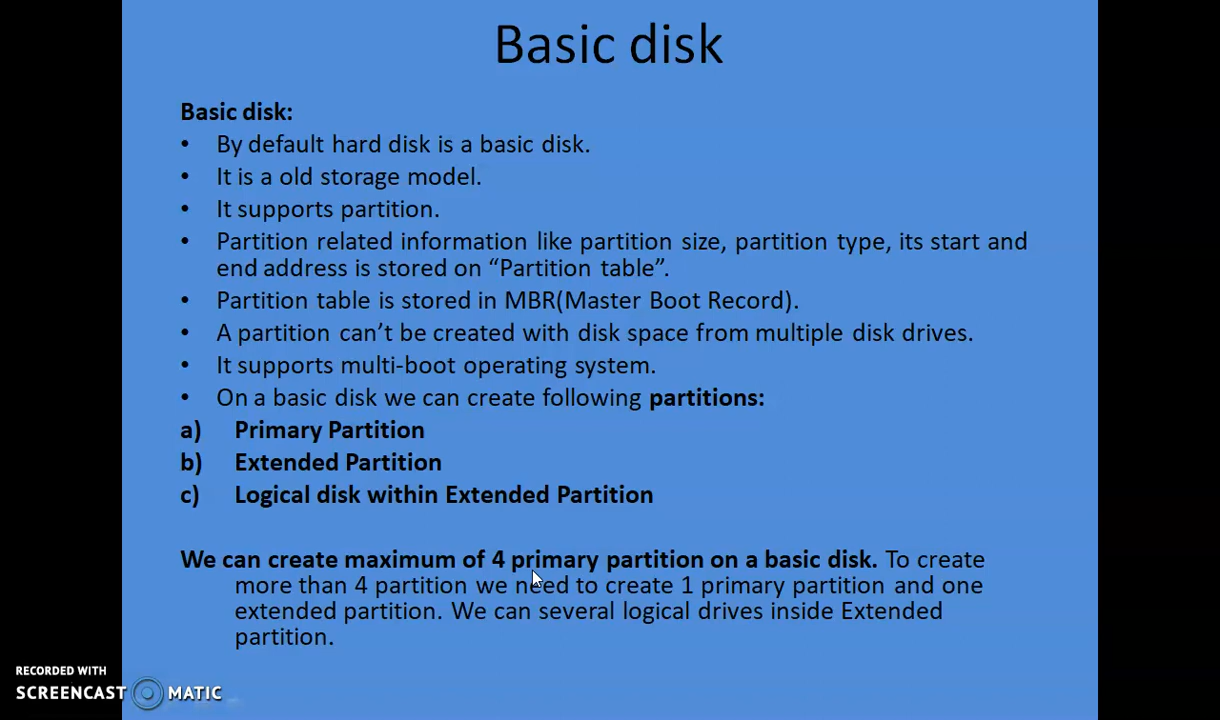 Basic disk
Basic disk:
• By default hard disk is a basic disk.
• It is a old storage model.
• It supports partition.
• Partition related information like partition size, partition type, its start and
end address is stored on “Partition table”.
• Partition table is stored in MBR(Master Boot Record).
• A partition can’t be created with disk space from multiple disk drives.
• It supports multi-boot operating system.
• On a basic disk we can create following partitions:
a) Primary Partition
b) Extended Partition
c) Logical disk within Extended Partition
We can create maximum of 4 primary partition on a basic disk. To create
more than 4 partition we need to create 1 primary partition and one
extended partition. We can several logical drives inside Extended
partition.
RECORDED WITH
SCREENCAST MATIC